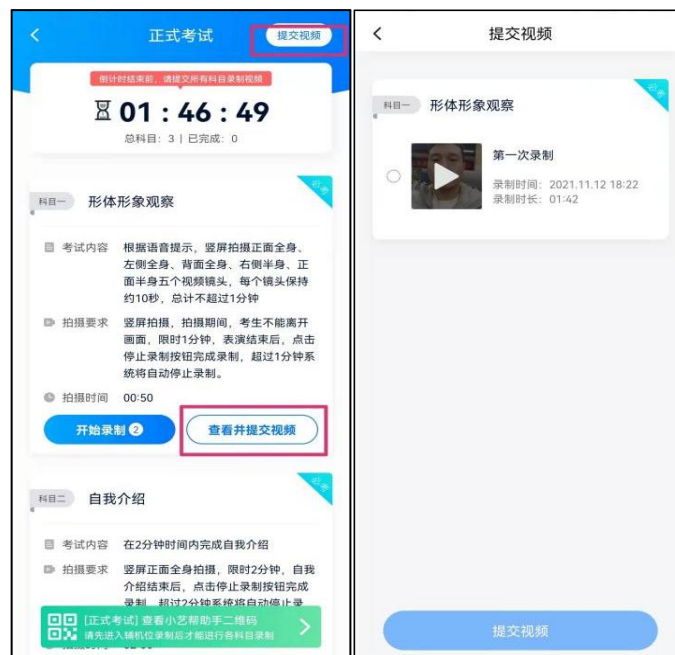 正式考试
提交视频
倒计时结束前，请提交所有科目录制视频
01 : 46 : 49
总科目：3 | 已完成：0
必考
科目一 形体形象观察
考试内容 根据语音提示，竖屏拍摄正面全身、
左侧全身、背面全身、右侧半身、正
面半身五个视频镜头，每个镜头保持
约10秒，总计不超过1分钟
拍摄要求 竖屏拍摄，拍摄期间，考生不能离开
画面，限时1分钟，表演结束后，点击
停止录制按钮完成录制，超过1分钟系
统将自动停止录制。
拍摄时间 00:50
开始录制 2
查看并提交视频
必考
科目二 自我介绍
考试内容 在2分钟时间内完成自我介绍
拍摄要求 竖屏正面全身拍摄，限时2分钟，自我
介绍结束后，点击停止录制按钮完成
录制，超过2分钟系统将自动停止录
[正式考试] 查看小艺帮助手二维码
请先进入辅机位录制后才能进行各科目录制
提交视频
必考
科目一 形体形象观察
第一次录制
录制时间：2021.11.12 18:22
录制时长：01:42
提交视频